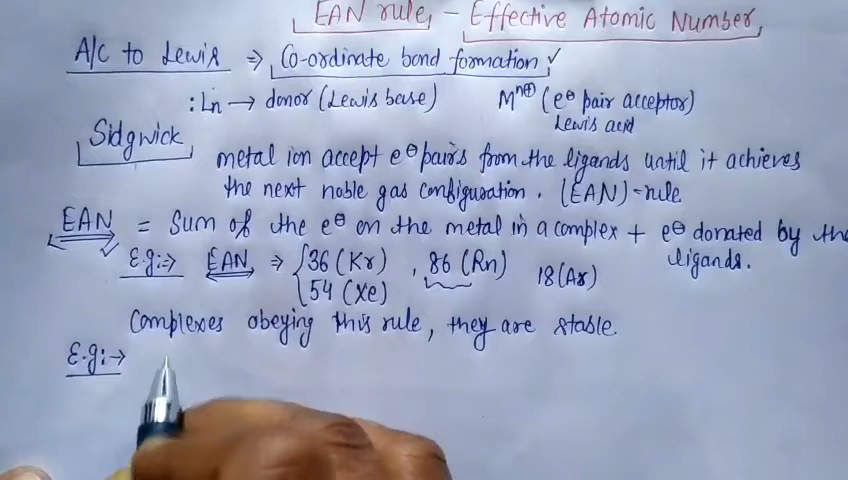 EAN rule, - Effective Atomic Number,
A/c to Lewis ⇒ Co-ordinate bond formation ✓
:Ln → donor (Lewis base) Mⁿ⊕ (e⊖ pair acceptor)
Lewis acid
Sidgwick
metal ion accept e⊖ pairs from the ligands until it achieves
the next noble gas configuration. (EAN)-rule
EAN = Sum of the e⊖ on the metal in a complex + e⊖ donated by the
ligands.
E.g:→ EAN ⇒ 36 (Kr), 86 (Rn) 18(Ar)
54 (Xe)
Complexes obeying this rule, they are stable.
E.g:→